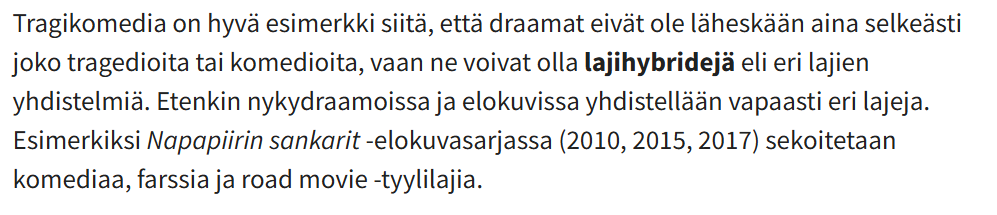 Tragikomedia on hyvä esimerkki siitä, että draamat eivät ole läheskään aina selkeästi
joko tragedioita tai komedioita, vaan ne voivat olla lajihybridejä eli eri lajien
yhdistelmiä. Etenkin nykydraamoissa ja elokuvissa yhdistellään vapaasti eri lajeja.
Esimerkiksi Napapiirin sankarit -elokuvasarjassa (2010, 2015, 2017) sekoitetaan
komediaa, farssia ja road movie -tyylilajia.